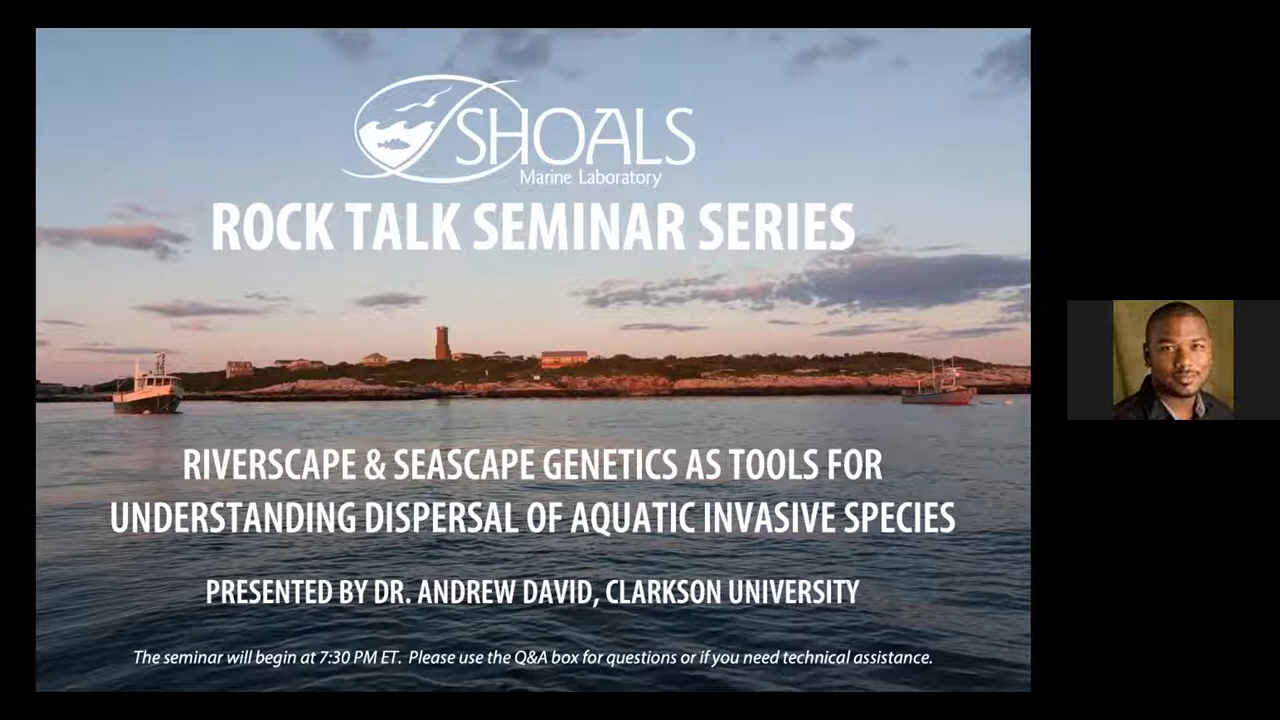 SHOALS
Marine Laboratory
ROCK TALK SEMINAR SERIES
RIVERSCAPE & SEASCAPE GENETICS AS TOOLS FOR
UNDERSTANDING DISPERSAL OF AQUATIC INVASIVE SPECIES
PRESENTED BY DR. ANDREW DAVID, CLARKSON UNIVERSITY
The seminar will begin at 7:30 PM ET. Please use the Q&A box for questions or if you need technical assistance.